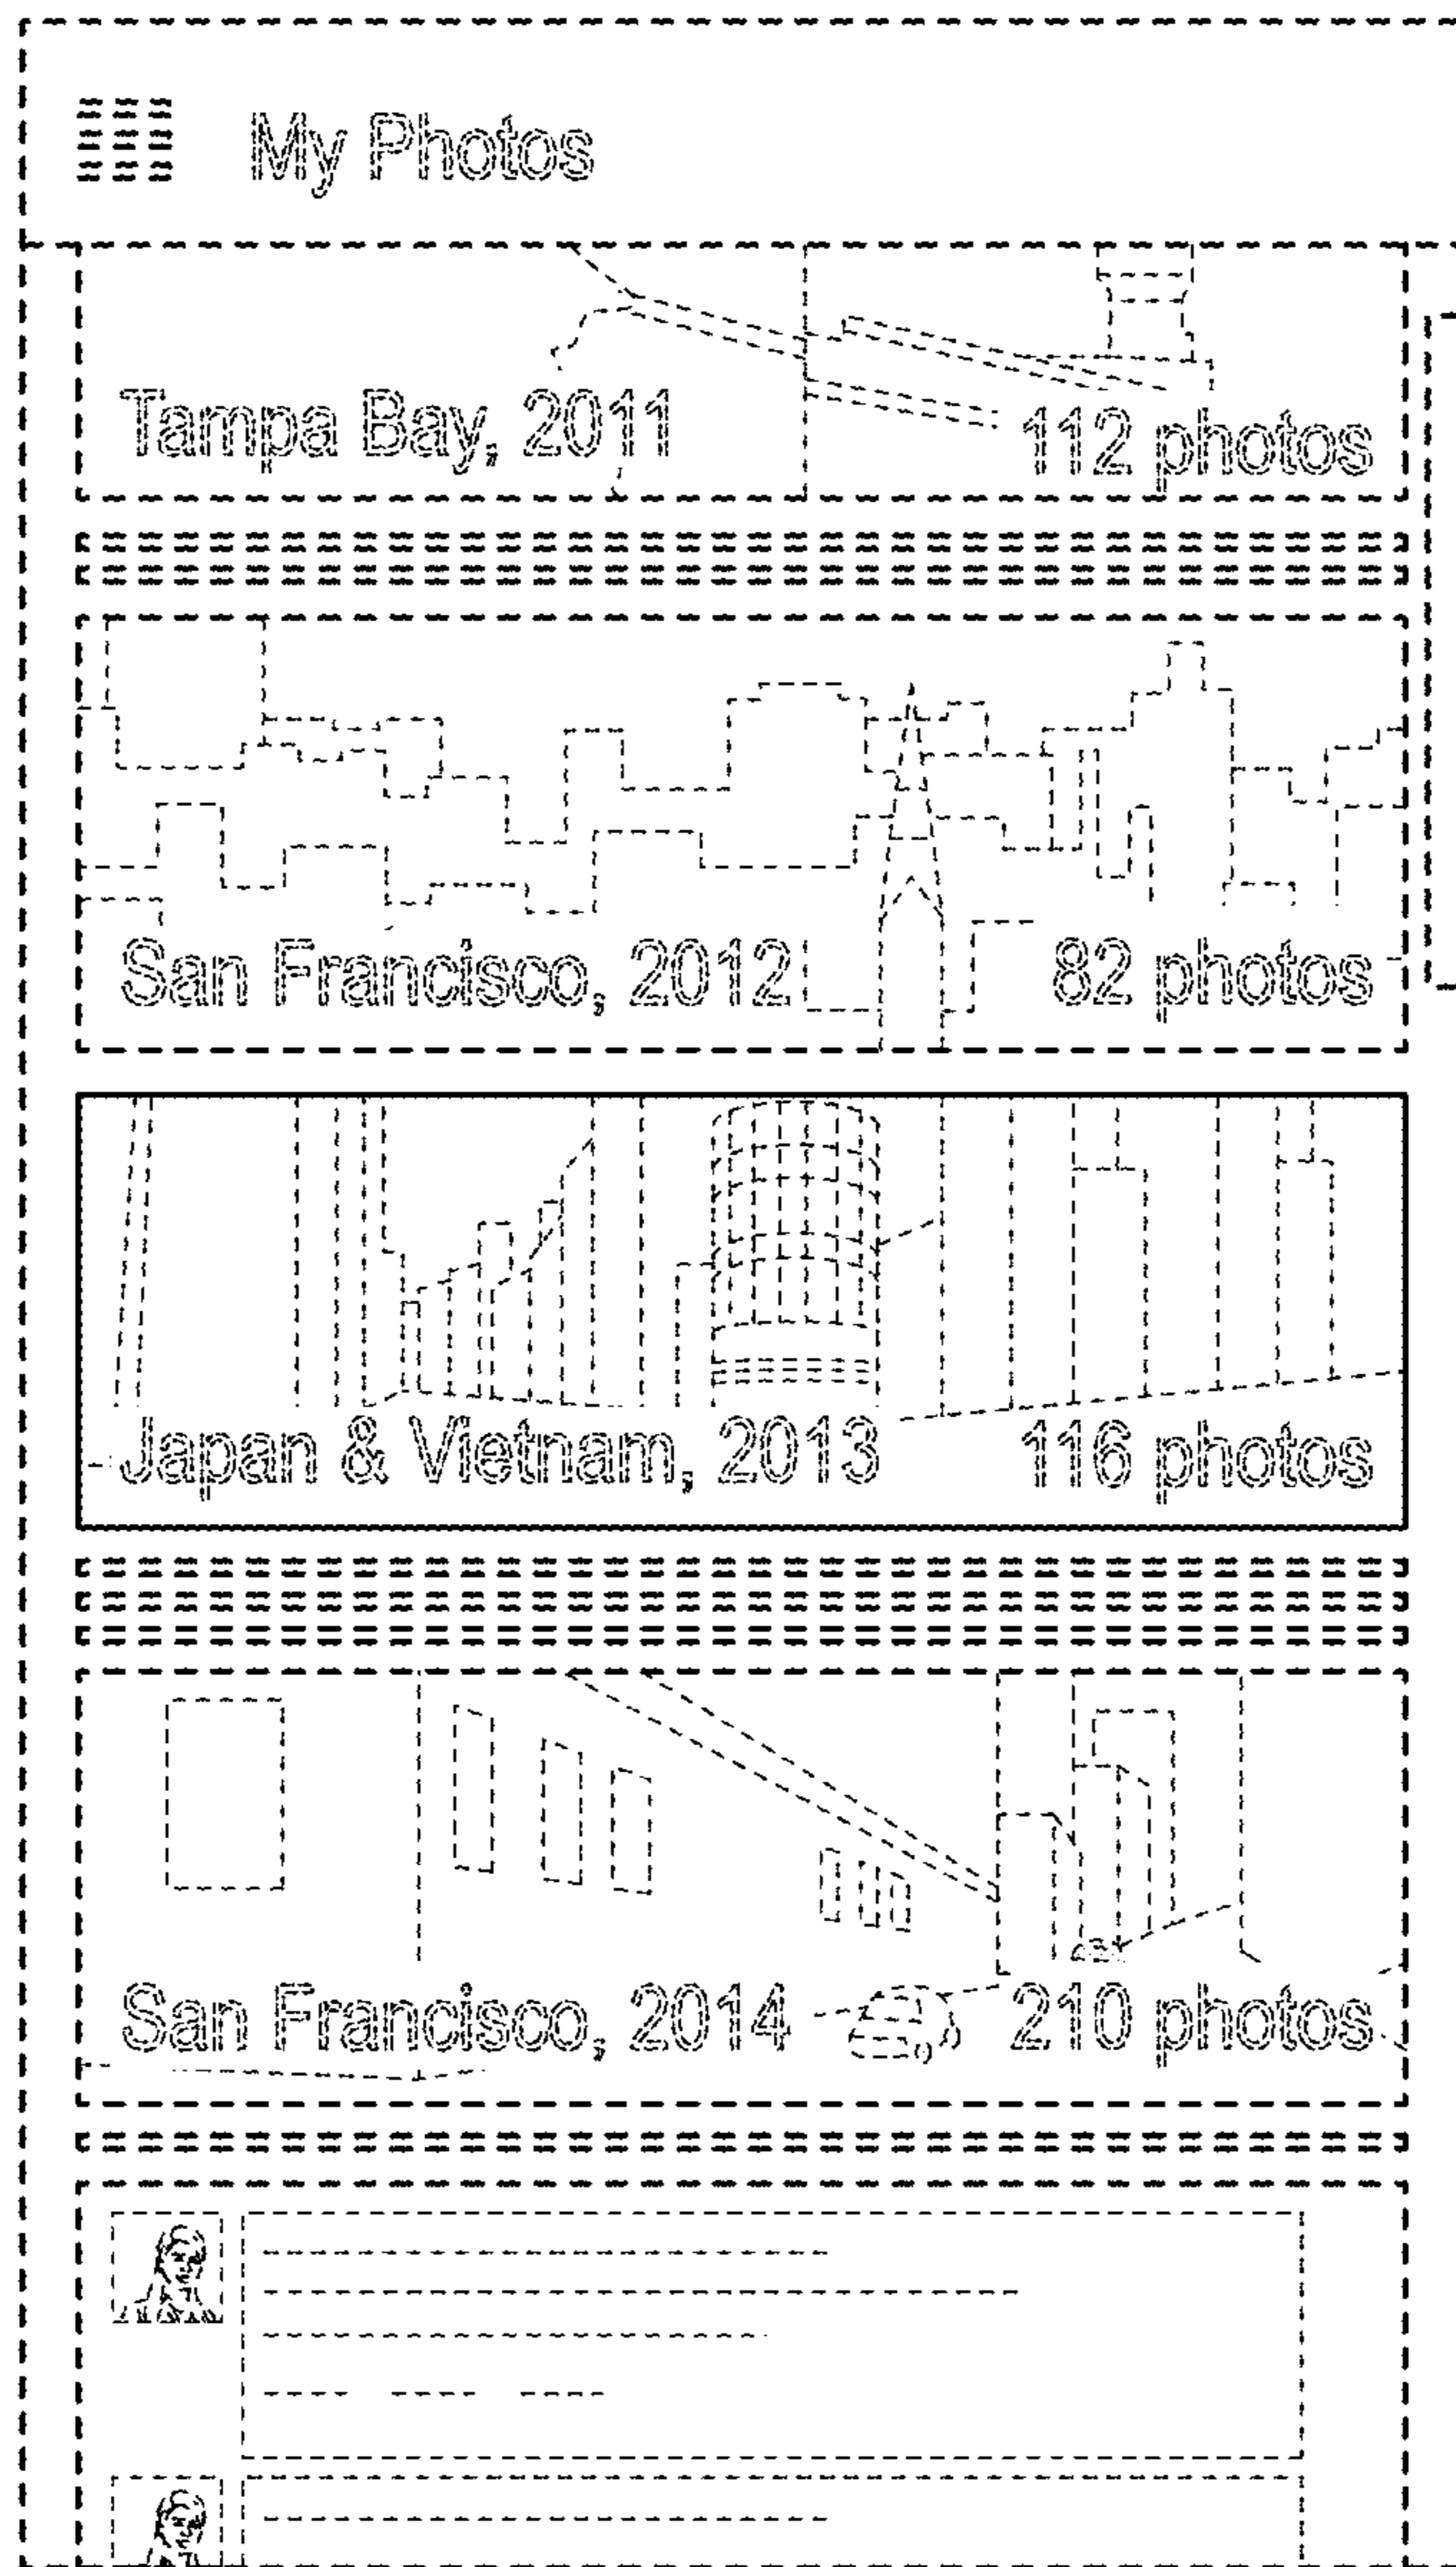 My Photos
Tampa Bay, 2011 112 photos
San Francisco, 2012 82 photos
Japan & Vietnam, 2013 116 photos
San Francisco, 2014 210 photos